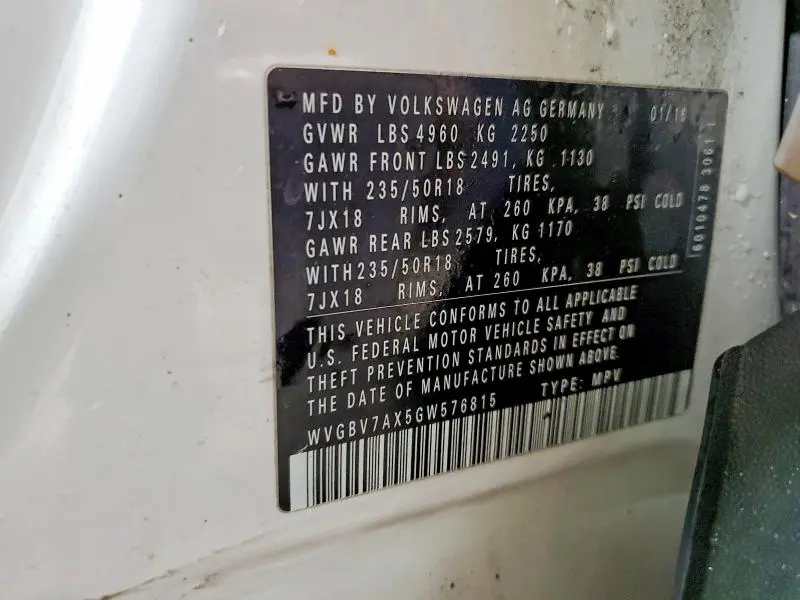 MFD BY VOLKSWAGEN AG GERMANY 01/16
GVWR LBS 4960 KG 2250
GAWR FRONT LBS 2491, KG 1130
WITH 235/50R18 TIRES,
7JX18 RIMS, AT 260 KPA, 38 PSI COLD
GAWR REAR LBS 2579, KG 1170
WITH 235/50R18 TIRES,
7JX18 RIMS, AT 260 KPA, 38 PSI COLD
THIS VEHICLE CONFORMS TO ALL APPLICABLE
U.S. FEDERAL MOTOR VEHICLE SAFETY AND
THEFT PREVENTION STANDARDS IN EFFECT ON
THE DATE OF MANUFACTURE SHOWN ABOVE.
WVGBV7AX5GW576815 TYPE: MPV
6010478 3061 1